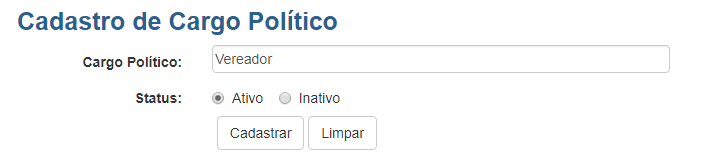 Cadastro de Cargo Político
Cargo Político: Vereador
Status: Ativo Inativo
Cadastrar Limpar